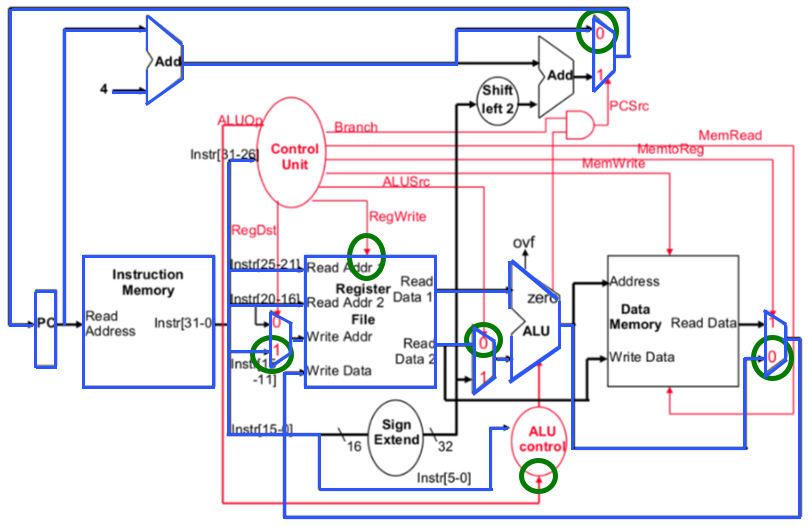 0
Add
Add
1
4
Shift
left 2
PCSrc
ALUOp
Branch
MemRead
Instr[31-26]
Control
Unit
MemtoReg
MemWrite
ALUSrc
RegDst
RegWrite
ovf
Instruction
Memory
Instr[25-21]
Read Addr 1
Register
File
Read
Data 1
zero
Address
Instr[20-16]
Read Addr 2
Data
Memory
PC
Read
Address
Instr[31-0]
0
Write Addr
Read
Data 2
0
ALU
Read Data
1
1
Instr[15
-11]
Write Data
1
Write Data
0
Instr[15-0]
Sign
Extend
16
32
ALU
control
Instr[5-0]